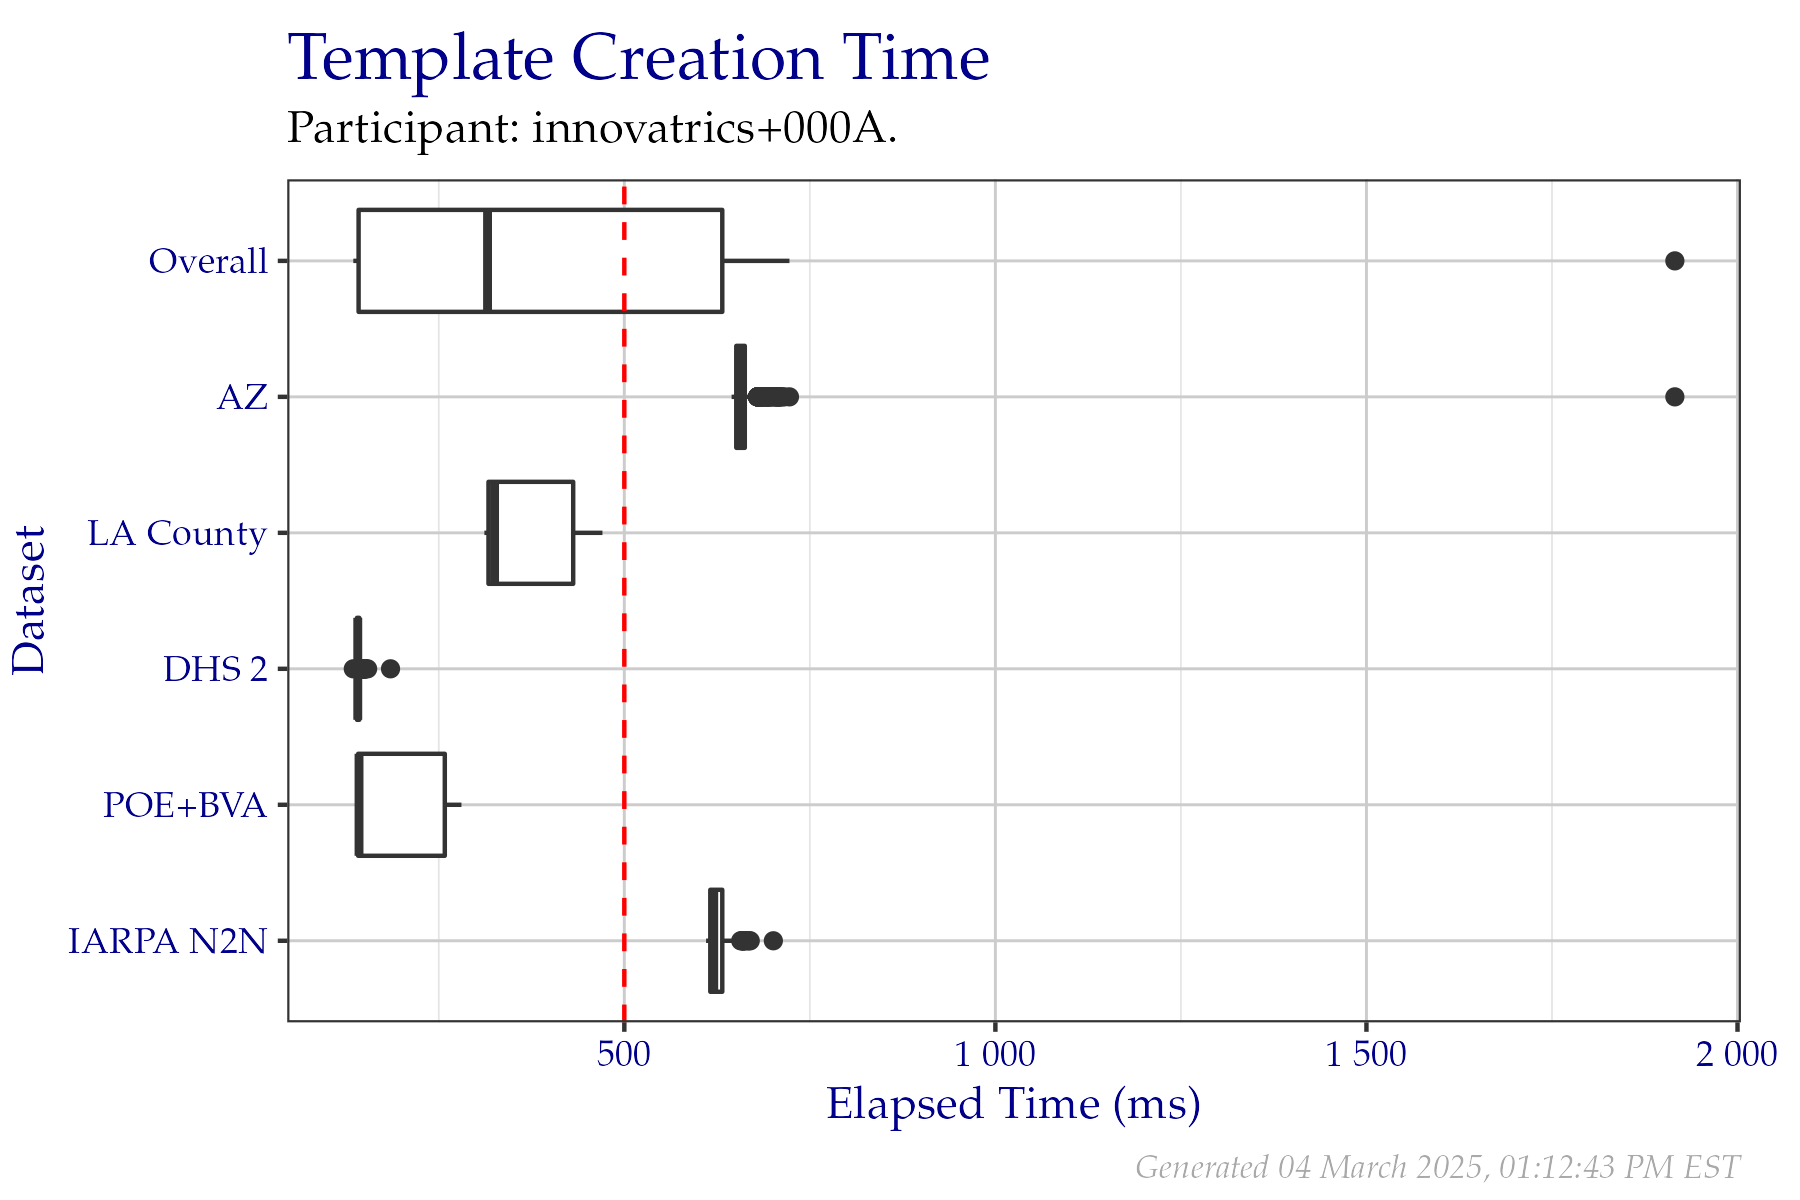 Template Creation Time
Participant: innovatrics+000A.
Dataset
Overall
AZ
LA County
DHS 2
POE+BVA
IARPA N2N
500 1 000 1 500 2 000
Elapsed Time (ms)
Generated 04 March 2025, 01:12:43 PM EST